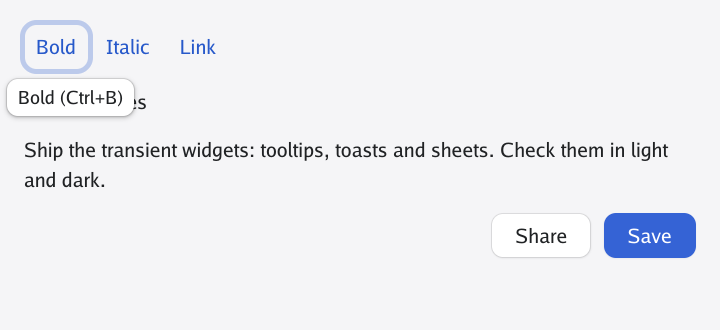 Bold Italic Link
Bold (Ctrl+B)
Ship the transient widgets: tooltips, toasts and sheets. Check them in light
and dark.
Share Save